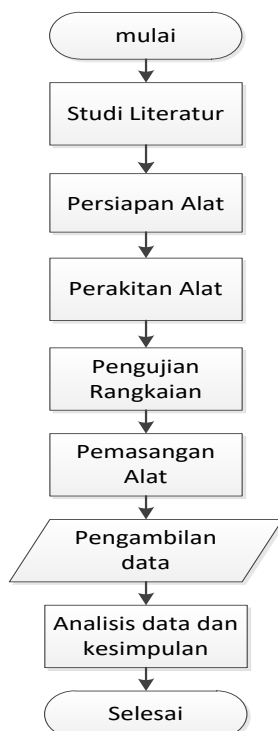 mulai
Studi Literatur
Persiapan Alat
Perakitan Alat
Pengujian
Rangkaian
Pemasangan
Alat
Pengambilan
data
Analisis data dan
kesimpulan
Selesai